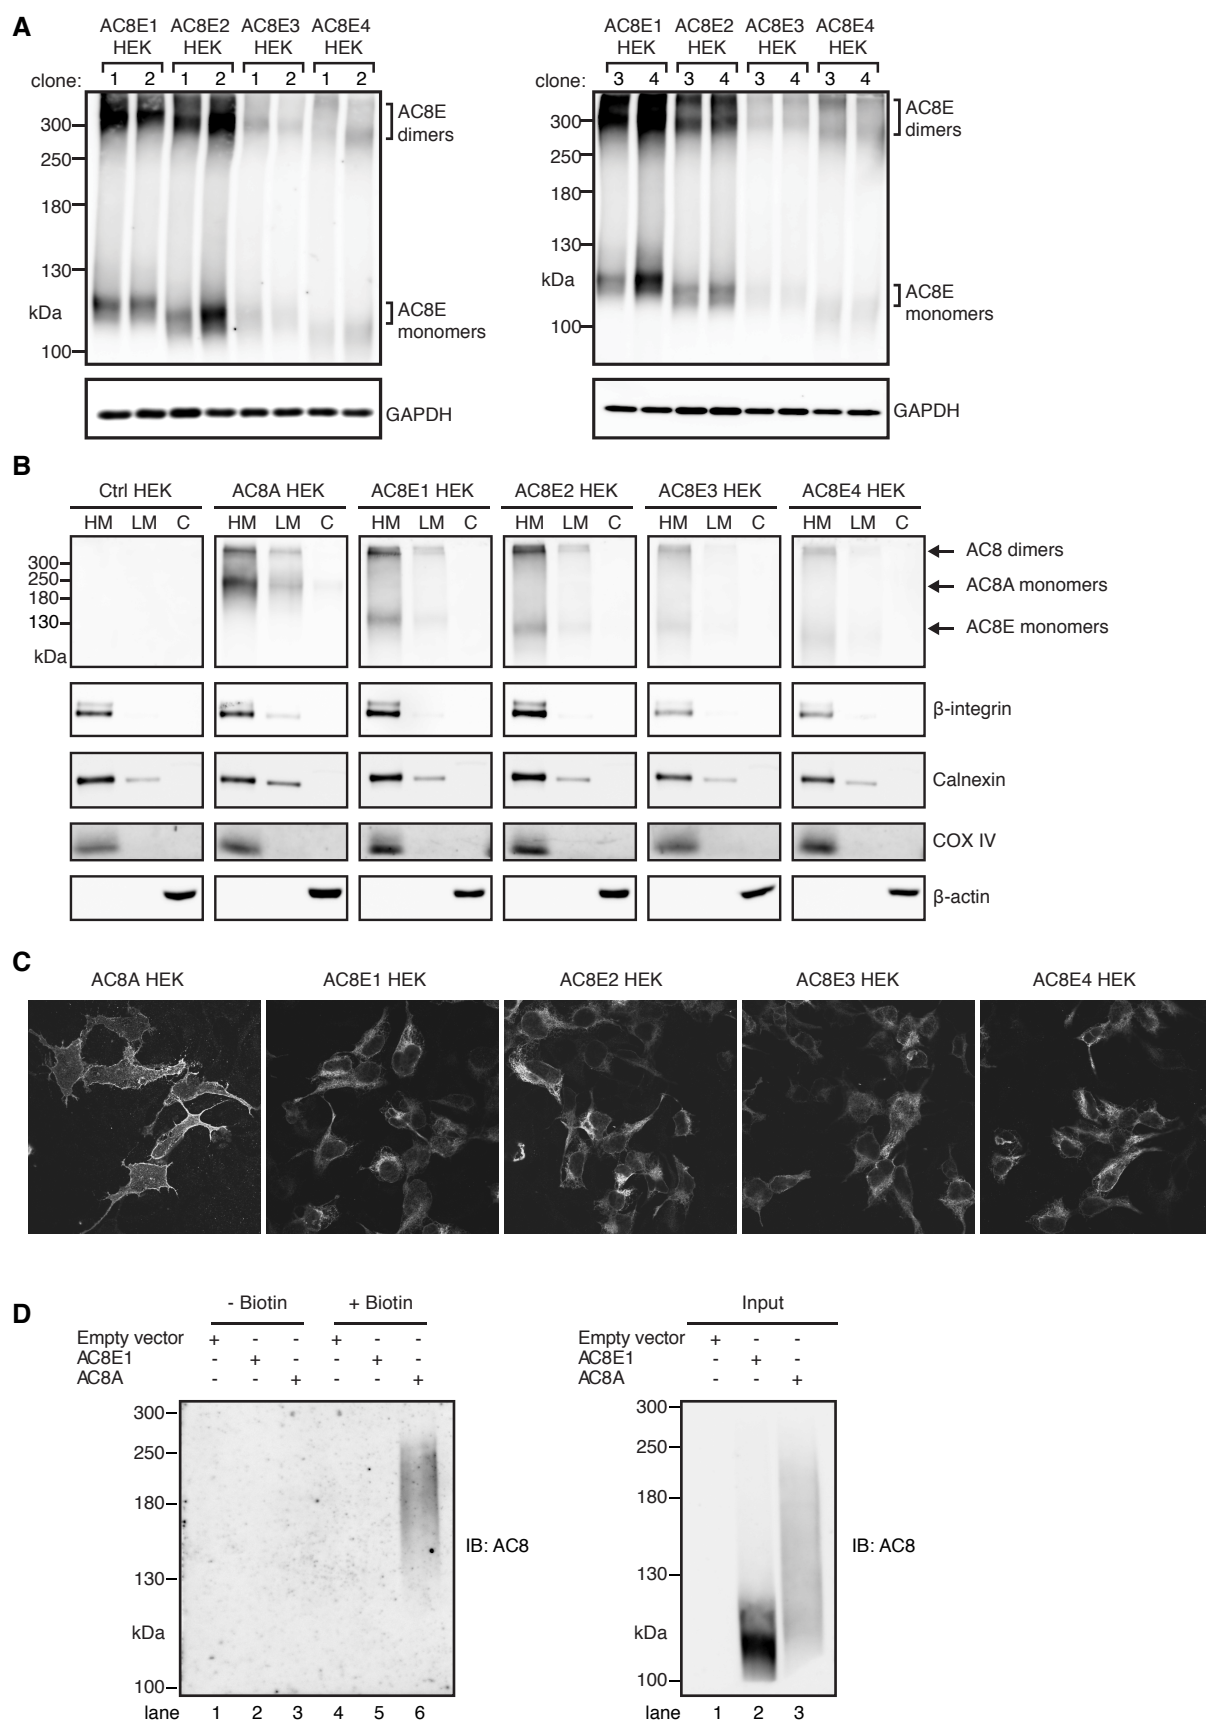 A
AC8E1 AC8E2 AC8E3 AC8E4
HEK HEK HEK HEK
clone: 1 2 1 2 1 2 1 2
300
250
180
130
kDa
100
AC8E
dimers
AC8E
monomers
GAPDH
AC8E1 AC8E2 AC8E3 AC8E4
HEK HEK HEK HEK
clone: 3 4 3 4 3 4 3 4
300
250
180
130
kDa
100
AC8E
dimers
AC8E
monomers
GAPDH
B
Ctrl HEK AC8A HEK AC8E1 HEK AC8E2 HEK AC8E3 HEK AC8E4 HEK
HM LM C HM LM C HM LM C HM LM C HM LM C HM LM C
300
250
180
130
kDa
AC8 dimers
AC8A monomers
AC8E monomers
β-integrin
Calnexin
COX IV
β-actin
C
AC8A HEK AC8E1 HEK AC8E2 HEK AC8E3 HEK AC8E4 HEK
D
- Biotin + Biotin
Empty vector + - - + - -
AC8E1 - + - - + -
AC8A - - + - - +
300
250
180
130
kDa
100
IB: AC8
lane 1 2 3 4 5 6
Input
Empty vector + - -
AC8E1 - + -
AC8A - - +
300
250
180
130
kDa
100
IB: AC8
lane 1 2 3